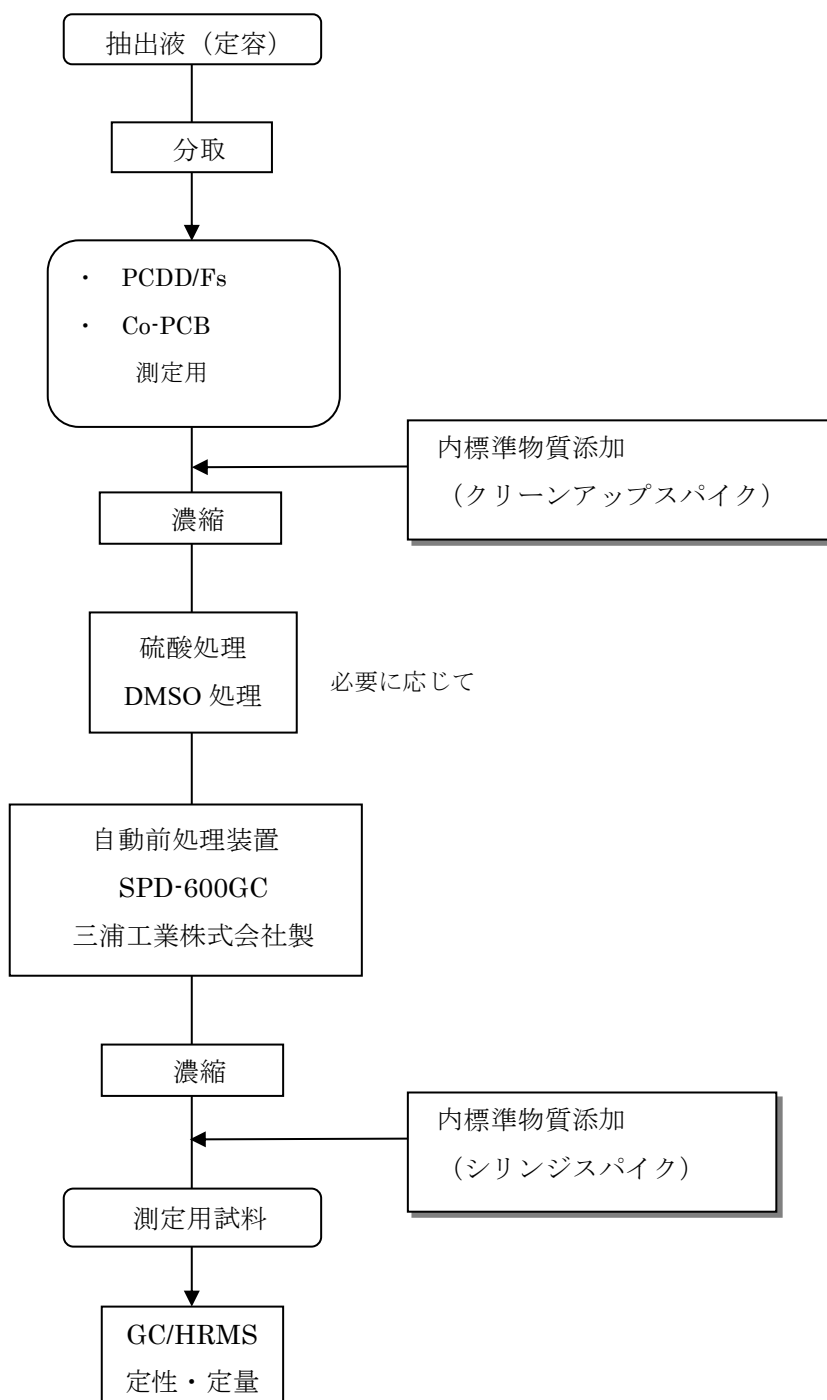 抽出液（定容）
分取
・ PCDD/Fs
・ Co-PCB
測定用
内標準物質添加
（クリーンアップスパイク）
濃縮
硫酸処理
DMSO 処理
必要に応じて
自動前処理装置
SPD-600GC
三浦工業株式会社製
濃縮
内標準物質添加
（シリンジスパイク）
測定用試料
GC/HRMS
定性・定量